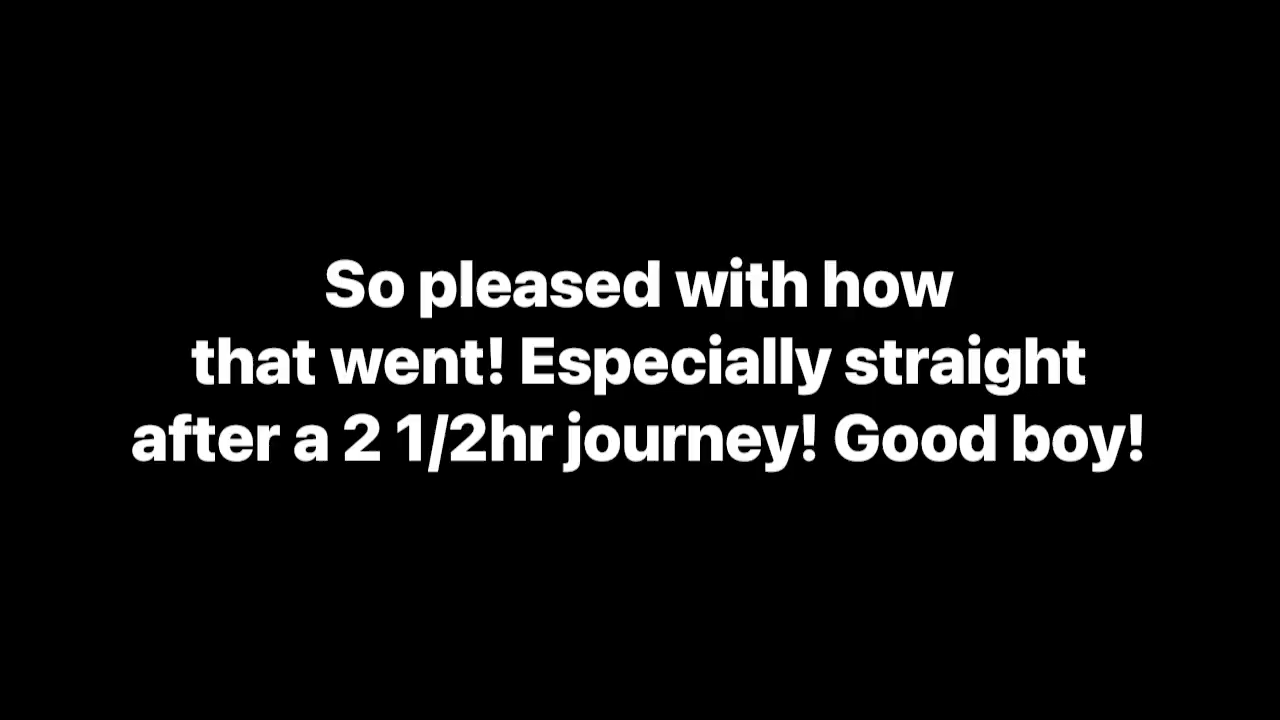 So pleased with how
that went! Especially straight
after a 2 1/2hr journey! Good boy!